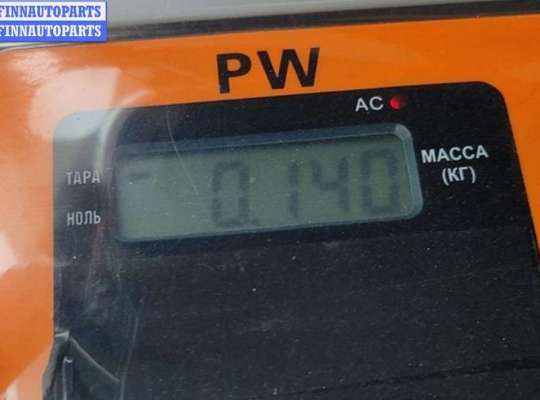 FINNAUTOPARTS
FINNAUTOPARTS
PW
AC
ТАРА
НОЛЬ
0.140
МАССА
(КГ)